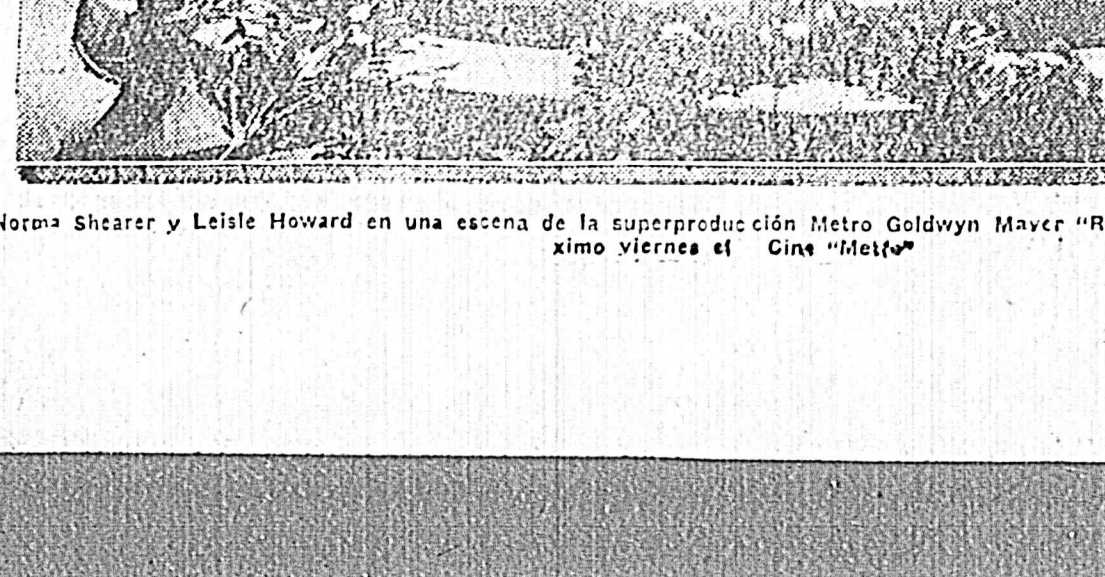 Norma Shearer y Leisle Howard en una escena de la superproducción Metro Goldwyn Mayer "R
ximo viernes el Cine "Metro"